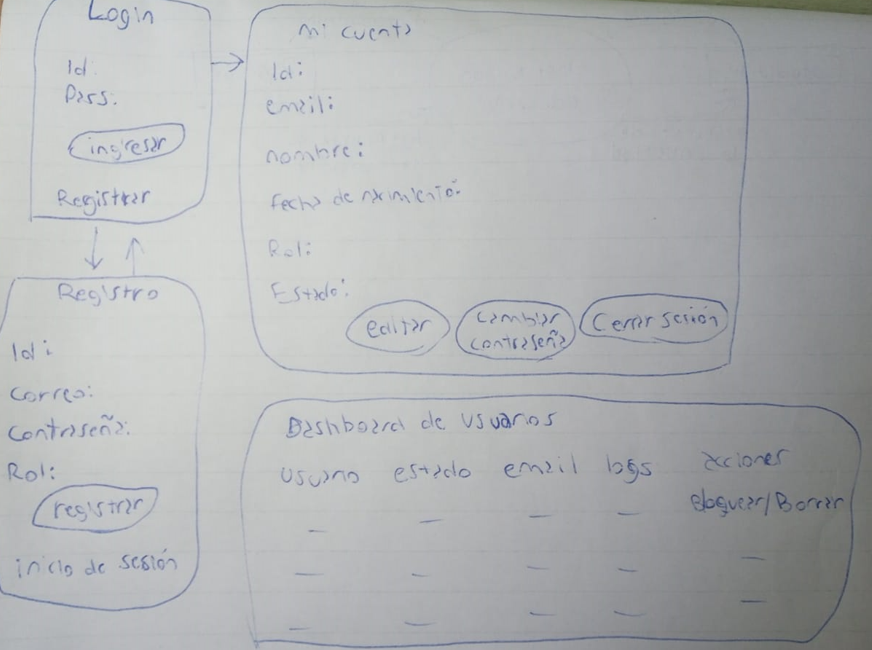 Login
Id
Pass:
ingresar
Registrar
Registro
Id:
Correo:
Contraseña:
Rol:
registrar
inicio de sesión
mi cuenta
Id:
email:
nombre:
Fecha de nacimiento:
Rol:
Estado:
editar
cambiar
contraseña
Cerrar sesión
Dashboard de usuarios
usuario estado email logs acciones
Bloquear/Borrar